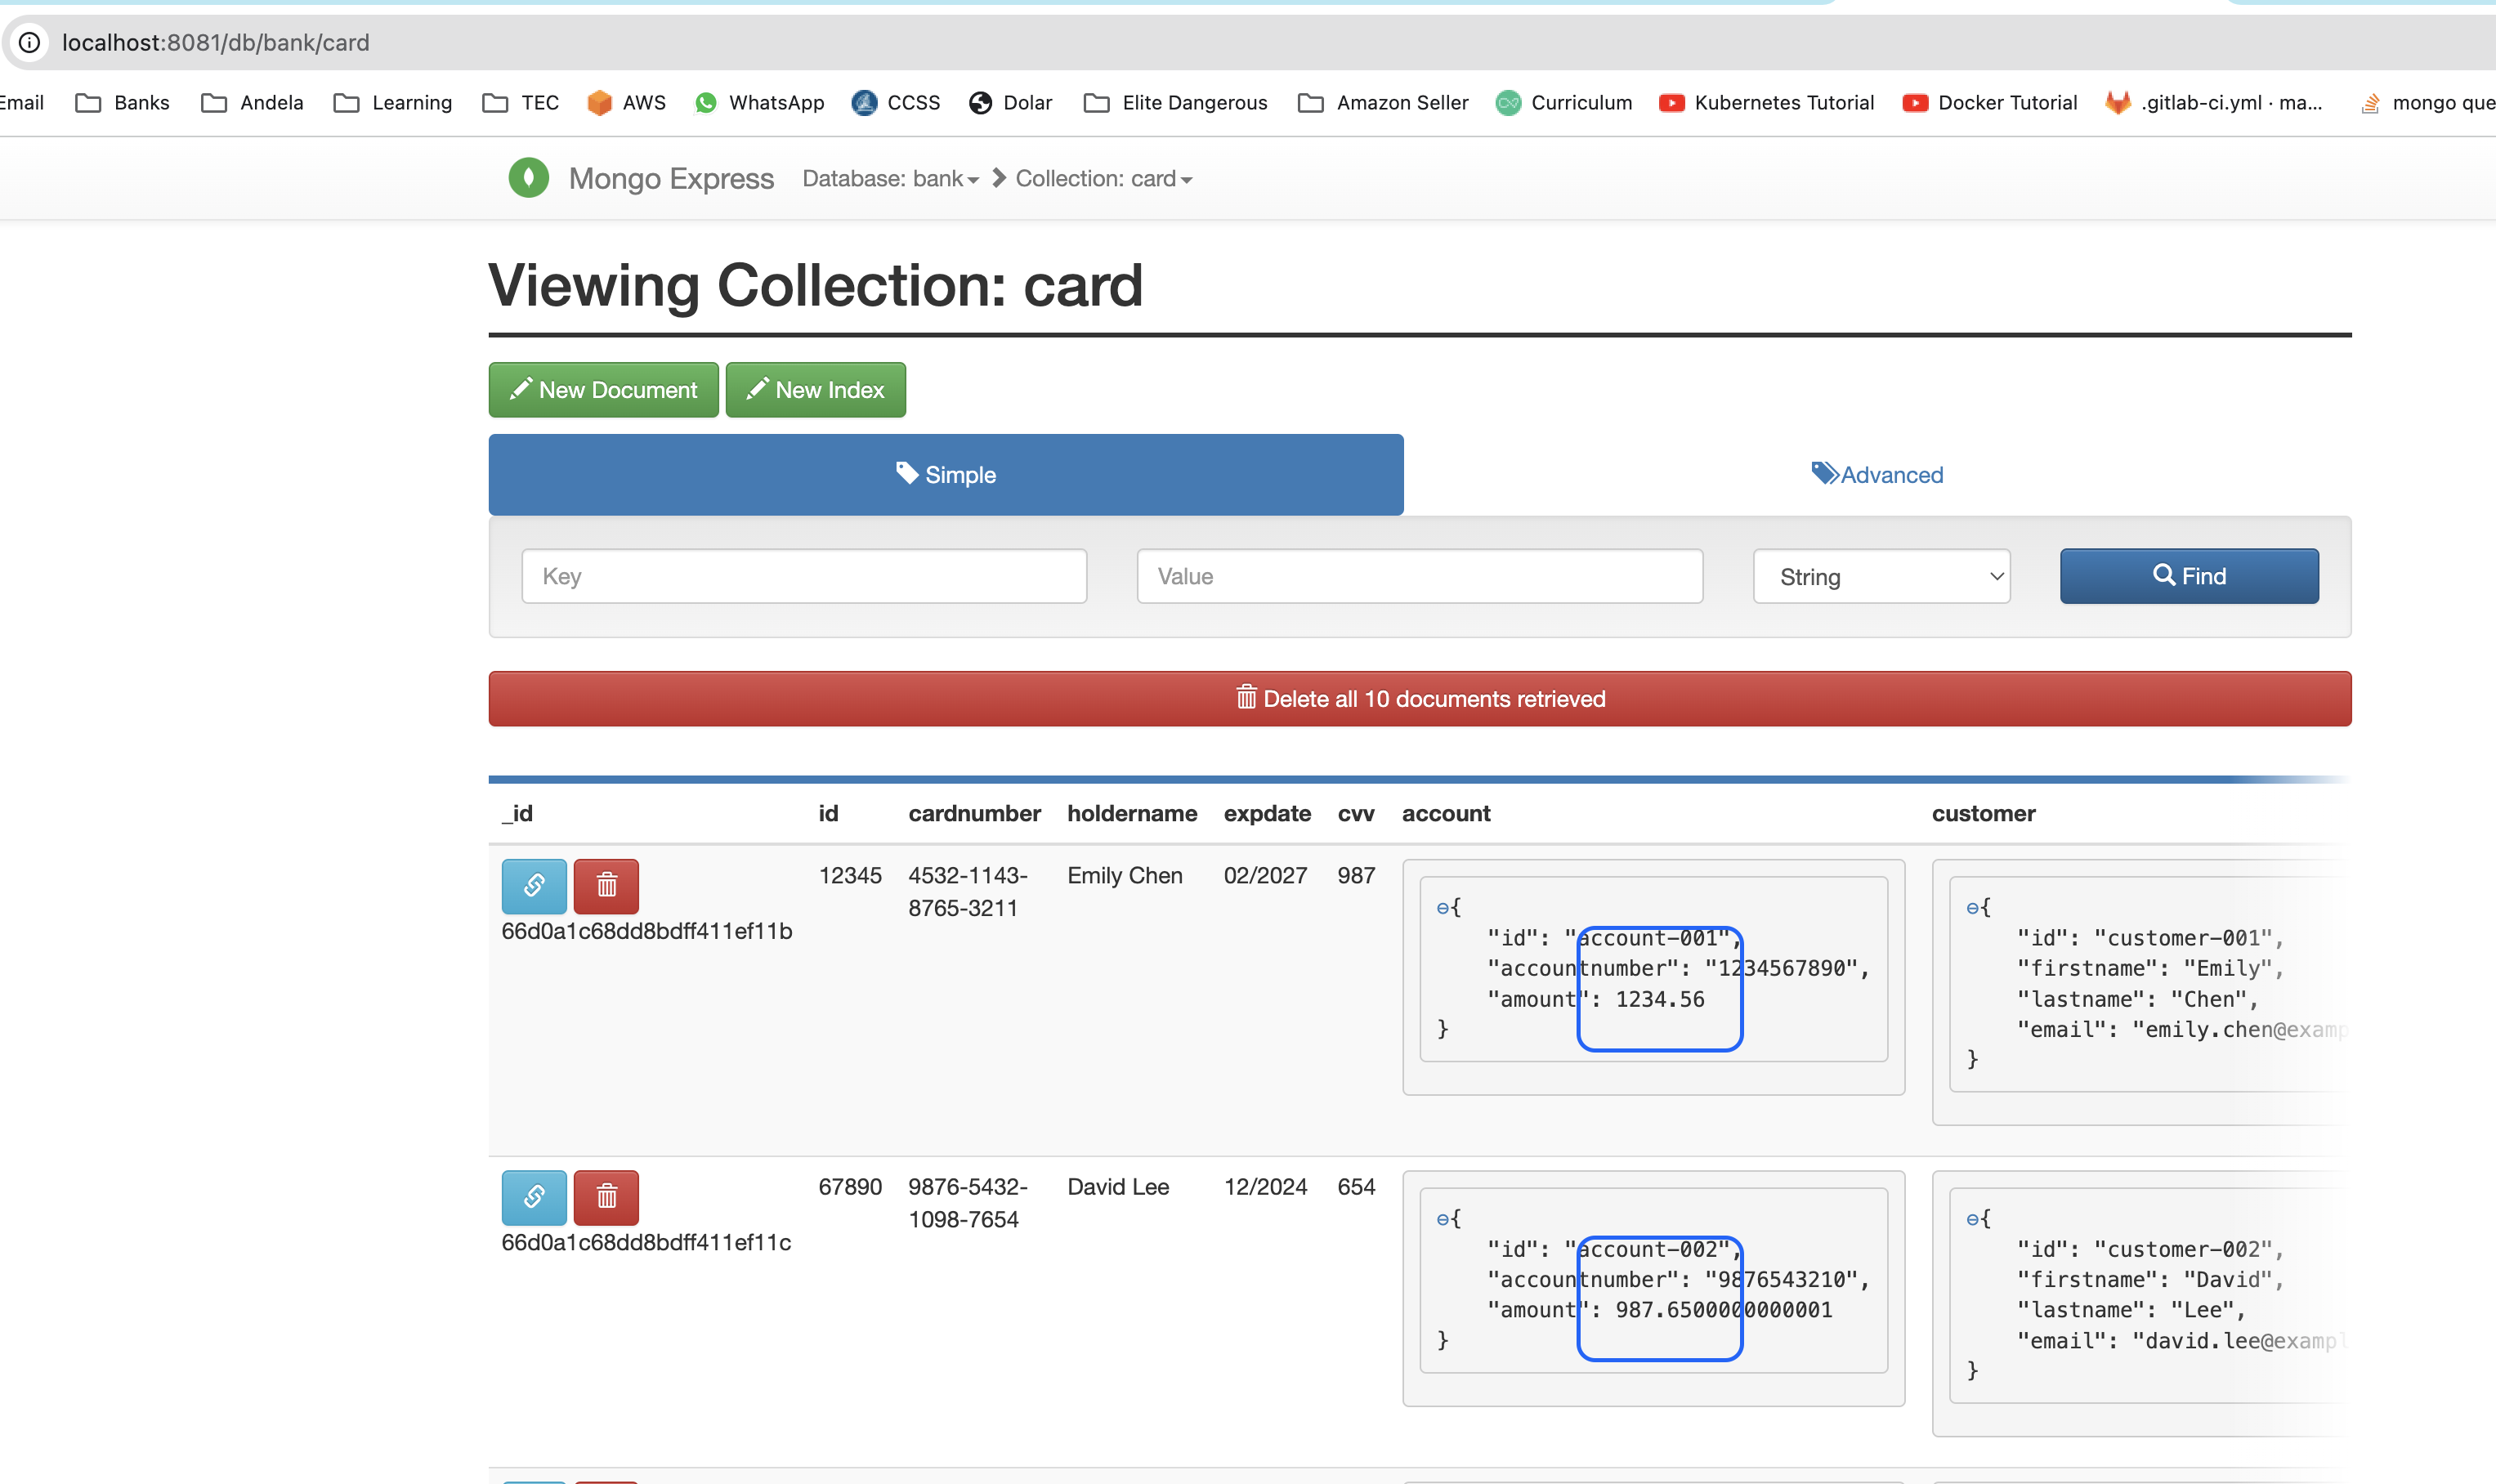 localhost:8081/db/bank/card
Email Banks Andela Learning TEC AWS WhatsApp CCSS Dolar Elite Dangerous Amazon Seller Curriculum Kubernetes Tutorial Docker Tutorial .gitlab-ci.yml · ma... mongo que
Mongo Express Database: bank Collection: card
Viewing Collection: card
New Document New Index
Simple Advanced
Key Value String Find
Delete all 10 documents retrieved
_id id cardnumber holdername expdate cvv account customer
66d0a1c68dd8bdff411ef11b
12345
4532-1143-
8765-3211
Emily Chen
02/2027
987
{
"id": "account-001",
"accountnumber": "1234567890",
"amount": 1234.56
}
{
"id": "customer-001",
"firstname": "Emily",
"lastname": "Chen",
"email": "emily.chen@examp
}
66d0a1c68dd8bdff411ef11c
67890
9876-5432-
1098-7654
David Lee
12/2024
654
{
"id": "account-002",
"accountnumber": "9876543210",
"amount": 987.6500000000001
}
{
"id": "customer-002",
"firstname": "David",
"lastname": "Lee",
"email": "david.lee@exampl
}